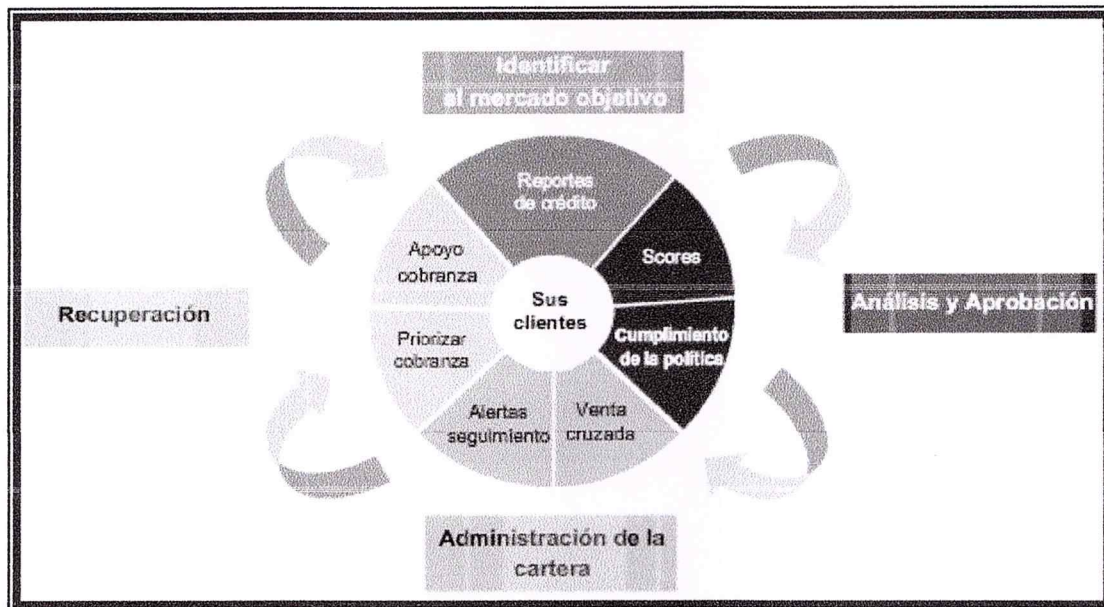 Identificar
el mercado objetivo
Reportes
de crédito
Apoyo
cobranza
Scores
Sus
clientes
Recuperación
Análisis y Aprobación
Priorizar
cobranza
Cumplimiento
de la política
Alertas
seguimiento
Venta
cruzada
Administración de la
cartera